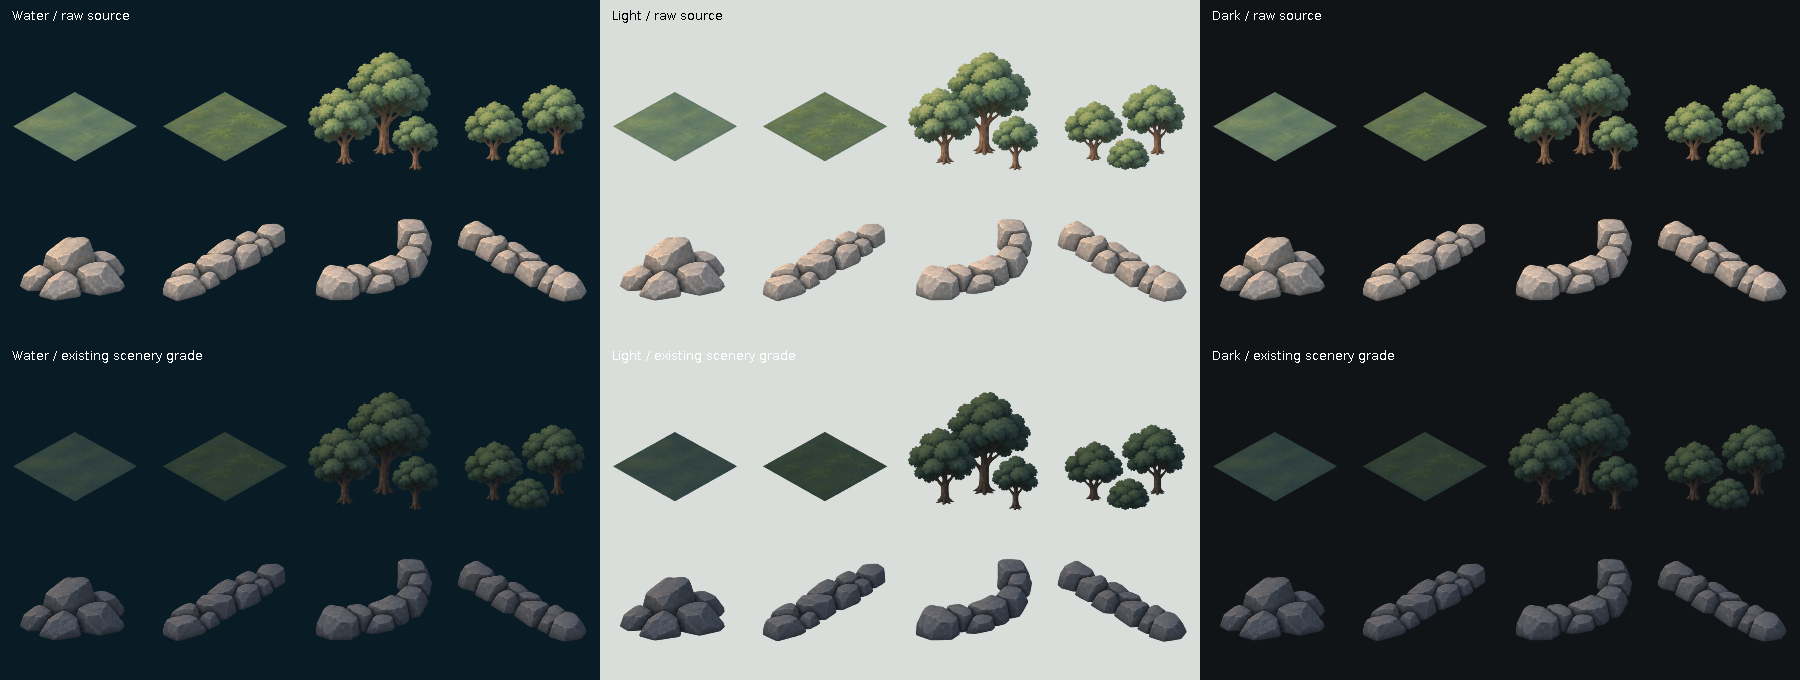 Water / raw source
Light / raw source
Dark / raw source
Water / existing scenery grade
Light / existing scenery grade
Dark / existing scenery grade